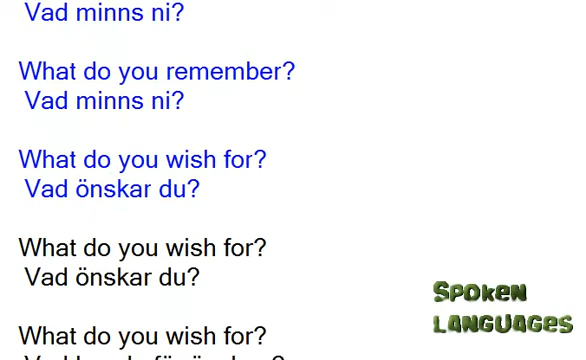 Vad minns ni?
What do you remember?
Vad minns ni?
What do you wish for?
Vad önskar du?
What do you wish for?
Vad önskar du?
What do you wish for?
Spoken
Languages